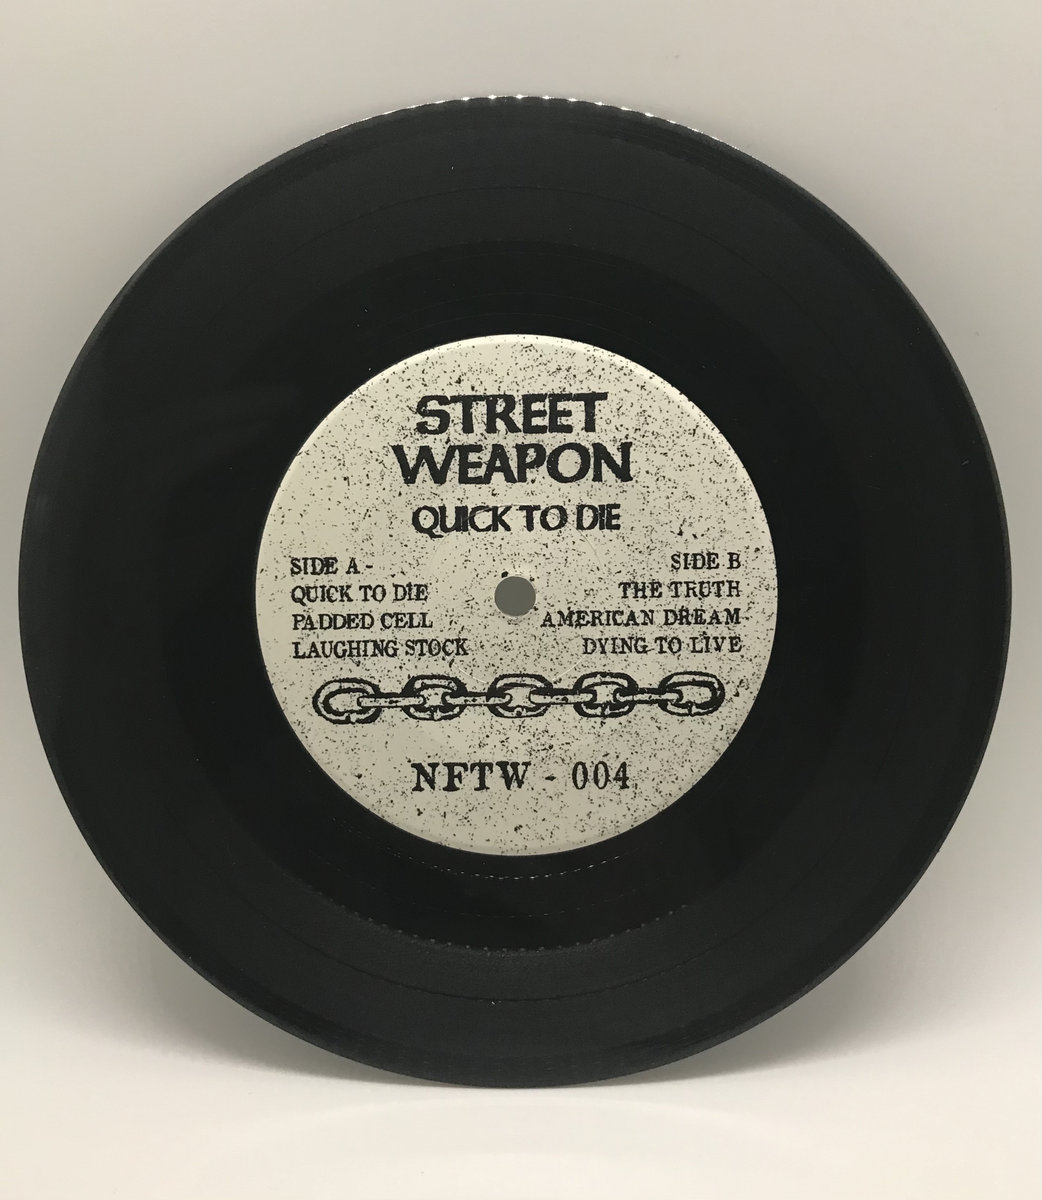 STREET
WEAPON
QUICK TO DIE
SIDE A -
QUICK TO DIE
PADDED CELL
LAUGHING STOCK
SIDE B
THE TRUTH
AMERICAN DREAM
DYING TO LIVE
NFTW - 004